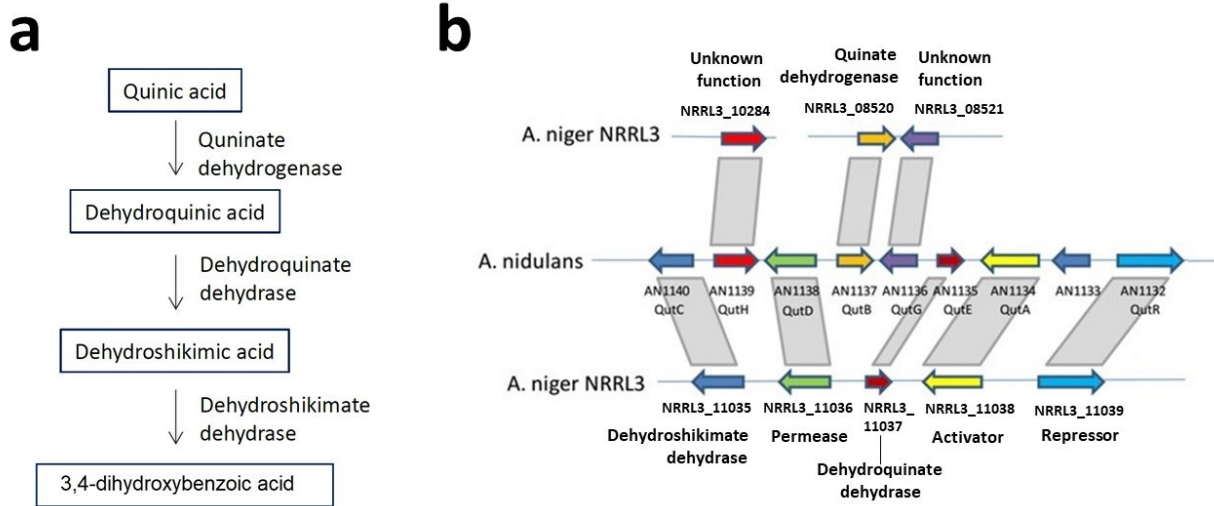 a
Quinic acid
Quninate
dehydrogenase
Dehydroquinic acid
Dehydroquinate
dehydrase
Dehydroshikimic acid
Dehydroshikimate
dehydrase
3,4-dihydroxybenzoic acid
b
Unknown
function
Quinate
dehydrogenase
Unknown
function
NRRL3_10284
NRRL3_08520
NRRL3_08521
A. niger NRRL3
A. nidulans
AN1140
QutC
AN1139
QutH
AN1138
QutD
AN1137
QutB
AN1136
QutG
AN1135
QutE
AN1134
QutA
AN1133
AN1132
QutR
A. niger NRRL3
NRRL3_11035
Dehydroshikimate
dehydrase
NRRL3_11036
Permease
NRRL3_
11037
Dehydroquinate
dehydrase
NRRL3_11038
Activator
NRRL3_11039
Repressor